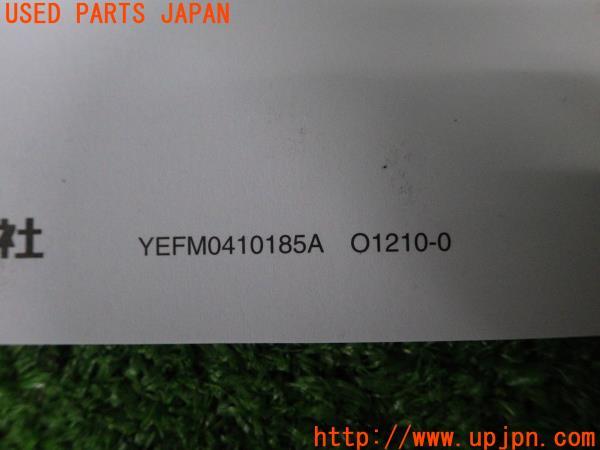 USED PARTS JAPAN
社 YEFM0410185A O1210-0
http://www.upjpn.com